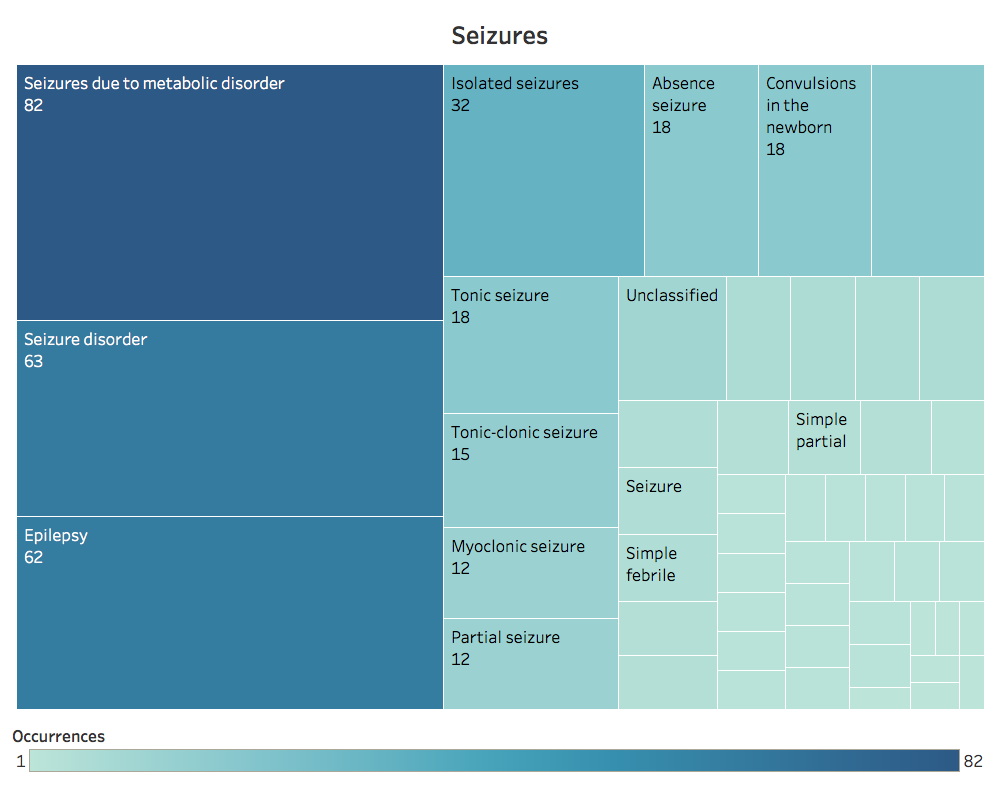 Seizures
Seizures due to metabolic disorder
82
Isolated seizures
32
Absence
seizure
18
Convulsions
in the
newborn
18
Tonic seizure
18
Unclassified
Seizure disorder
63
Tonic-clonic seizure
15
Simple
partial
Seizure
Epilepsy
62
Myoclonic seizure
12
Simple
febrile
Partial seizure
12
Occurrences
1
82